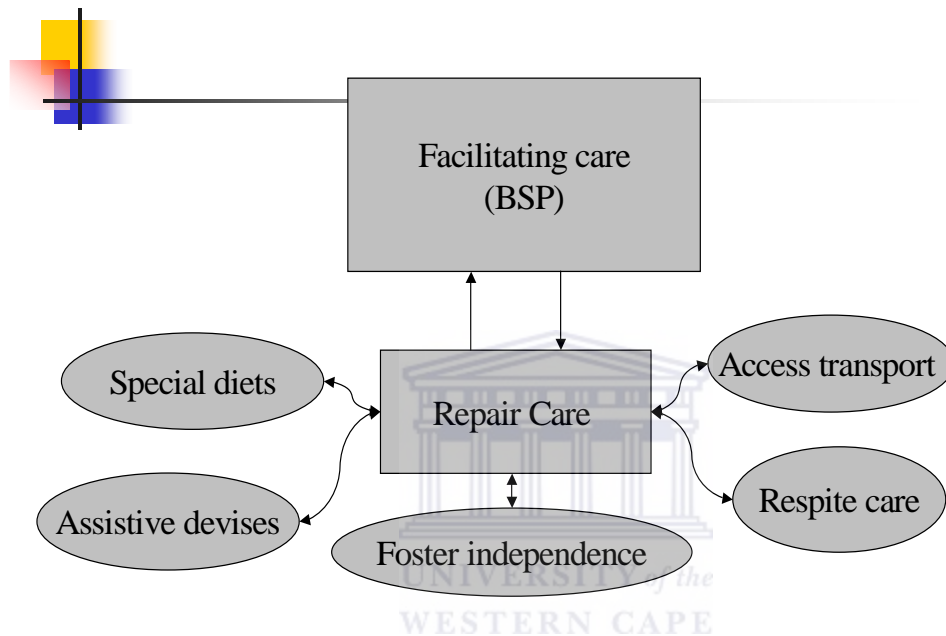 Facilitating care
(BSP)
Special diets
Access transport
Repair Care
Assistive devises
Respite care
Foster independence
UNIVERSITY of the
WESTERN CAPE